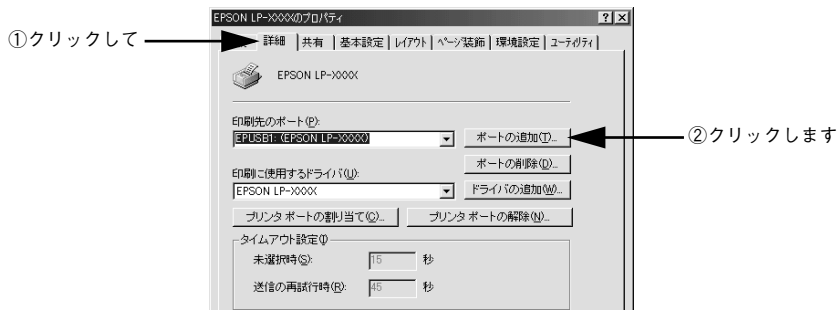 EPSON LP-XXXXのプロパティ
①クリックして
詳細 共有 基本設定 レイアウト ページ装飾 環境設定 ユーティリティ
EPSON LP-XXXX
印刷先のポート(P):
EPUSB1: (EPSON LP-XXXX)
ポートの追加(T)...
②クリックします
ポートの削除(D)...
印刷に使用するドライバ(U):
EPSON LP-XXXX
ドライバの追加(W)...
プリンタ ポートの割り当て(C)... プリンタ ポートの解除(N)...
タイムアウト設定(I)
未選択時(S): 15 秒
送信の再試行時(R): 45 秒